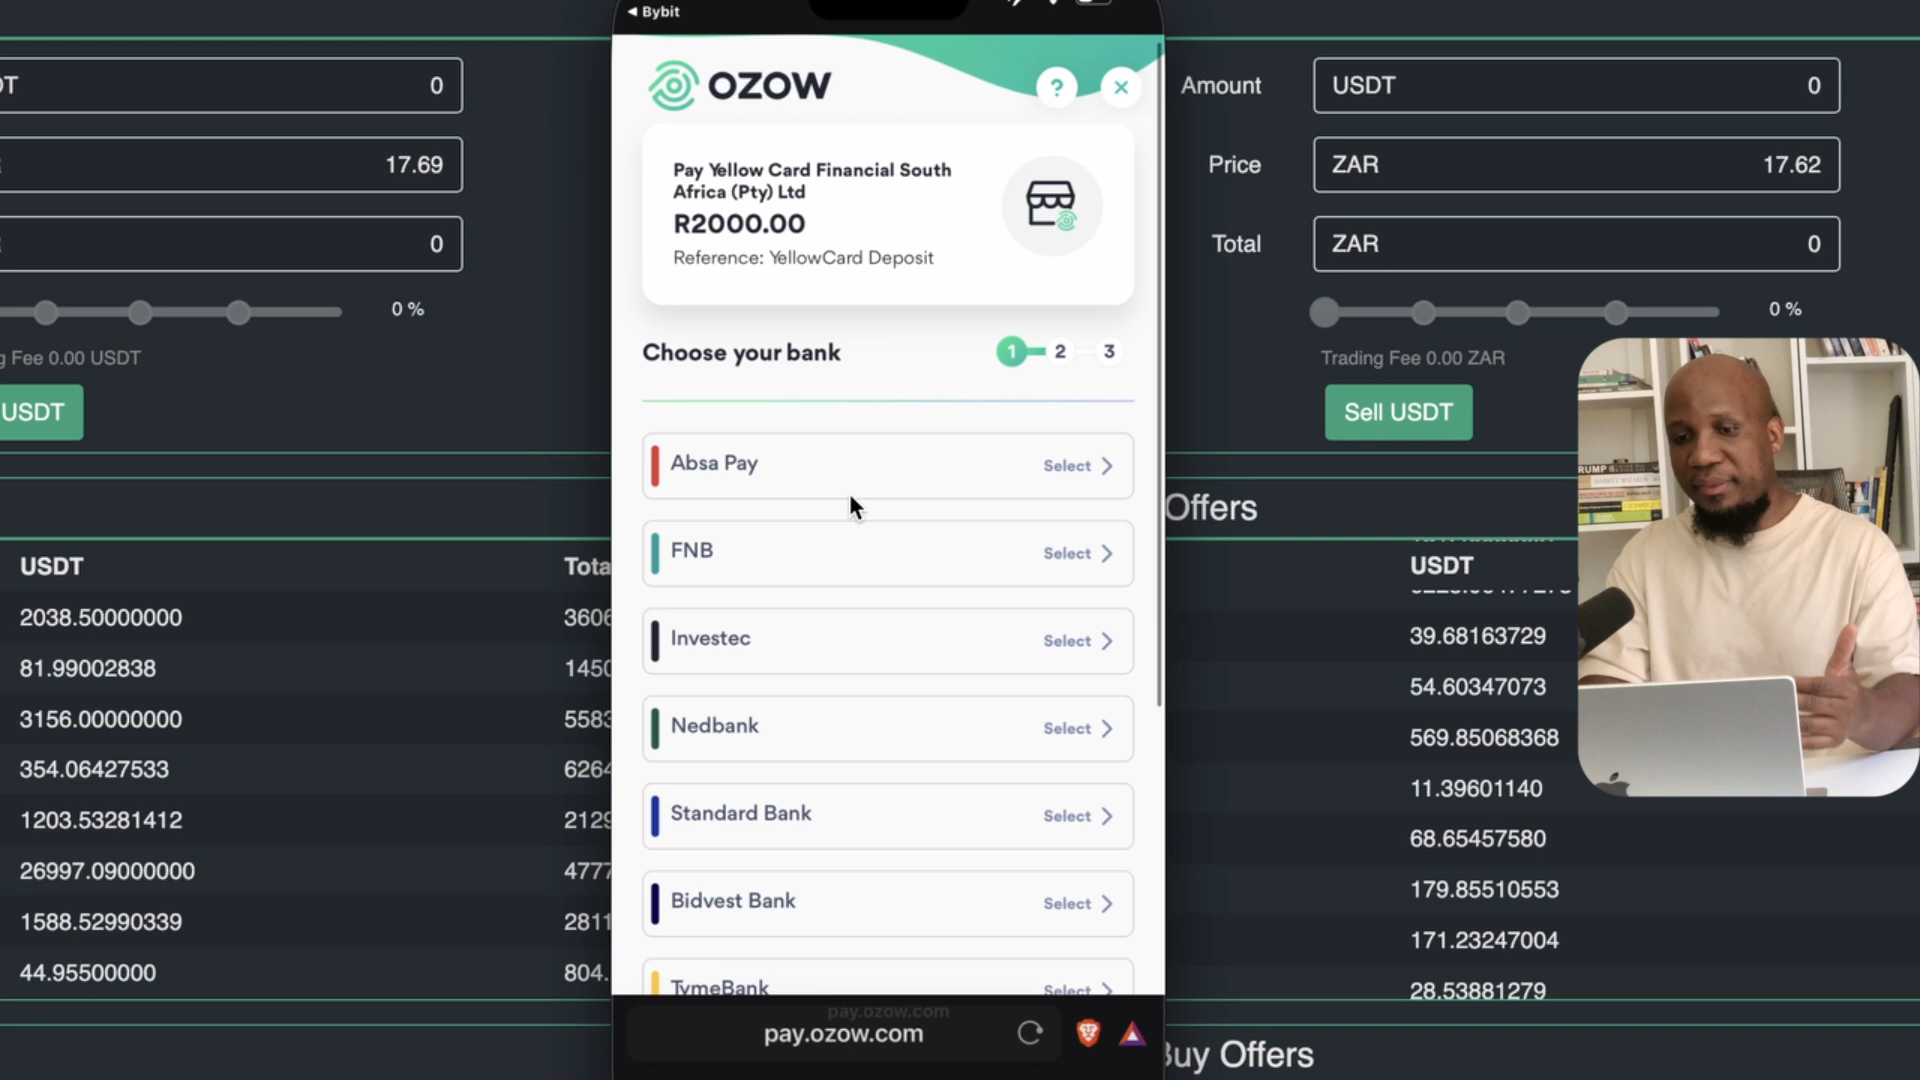 ◀ Bybit
OZOW
?
Pay Yellow Card Financial South
Africa (Pty) Ltd
R2000.00
Reference: YellowCard Deposit
Choose your bank
1 2 3
Absa Pay Select
FNB Select
Investec Select
Nedbank Select
Standard Bank Select
Bidvest Bank Select
TymeBank Select
pay.ozow.com
pay.ozow.com
0
17.69
0
0 %
Fee 0.00 USDT
USDT
USDT
2038.50000000
81.99002838
3156.00000000
354.06427533
1203.53281412
26997.09000000
1588.52990339
44.95500000
804.
Amount USDT 0
Price ZAR 17.62
Total ZAR 0
0 %
Trading Fee 0.00 ZAR
Sell USDT
Offers
USDT
39.68163729
54.60347073
569.85068368
11.39601140
68.65457580
179.85510553
171.23247004
28.53881279
Buy Offers